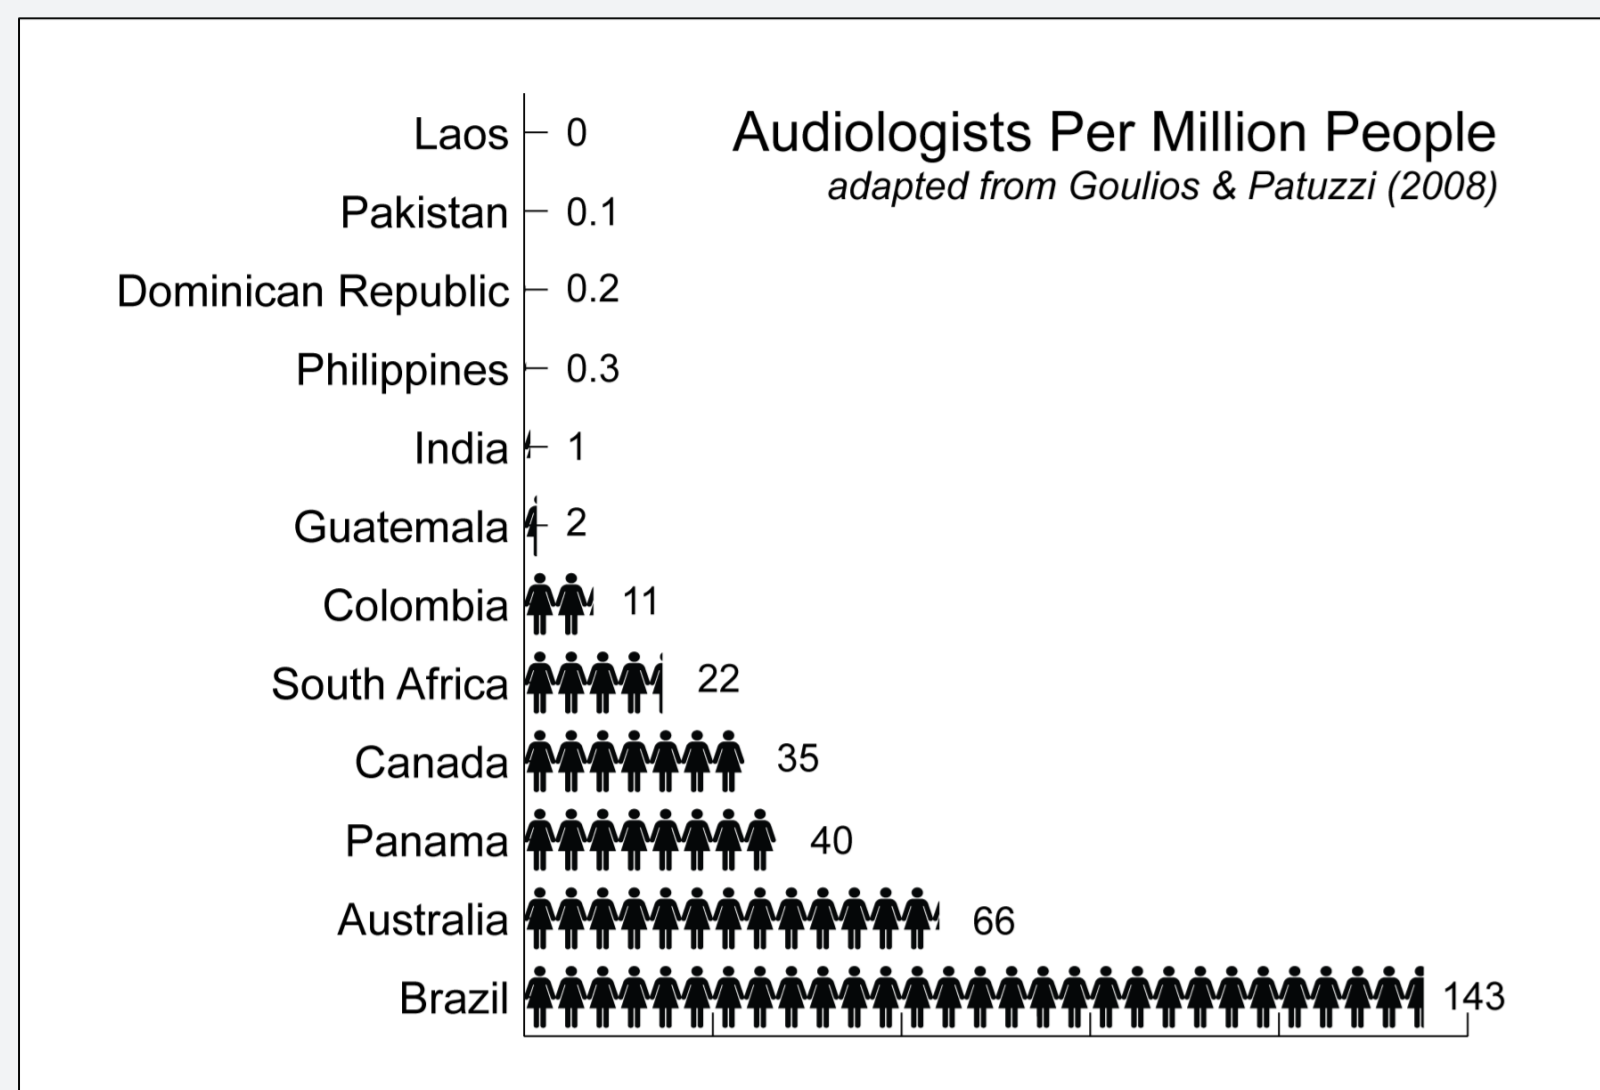 Audiologists Per Million People
adapted from Goulios & Patuzzi (2008)
Laos 0
Pakistan 0.1
Dominican Republic 0.2
Philippines 0.3
India 1
Guatemala 2
Colombia 11
South Africa 22
Canada 35
Panama 40
Australia 66
Brazil 143